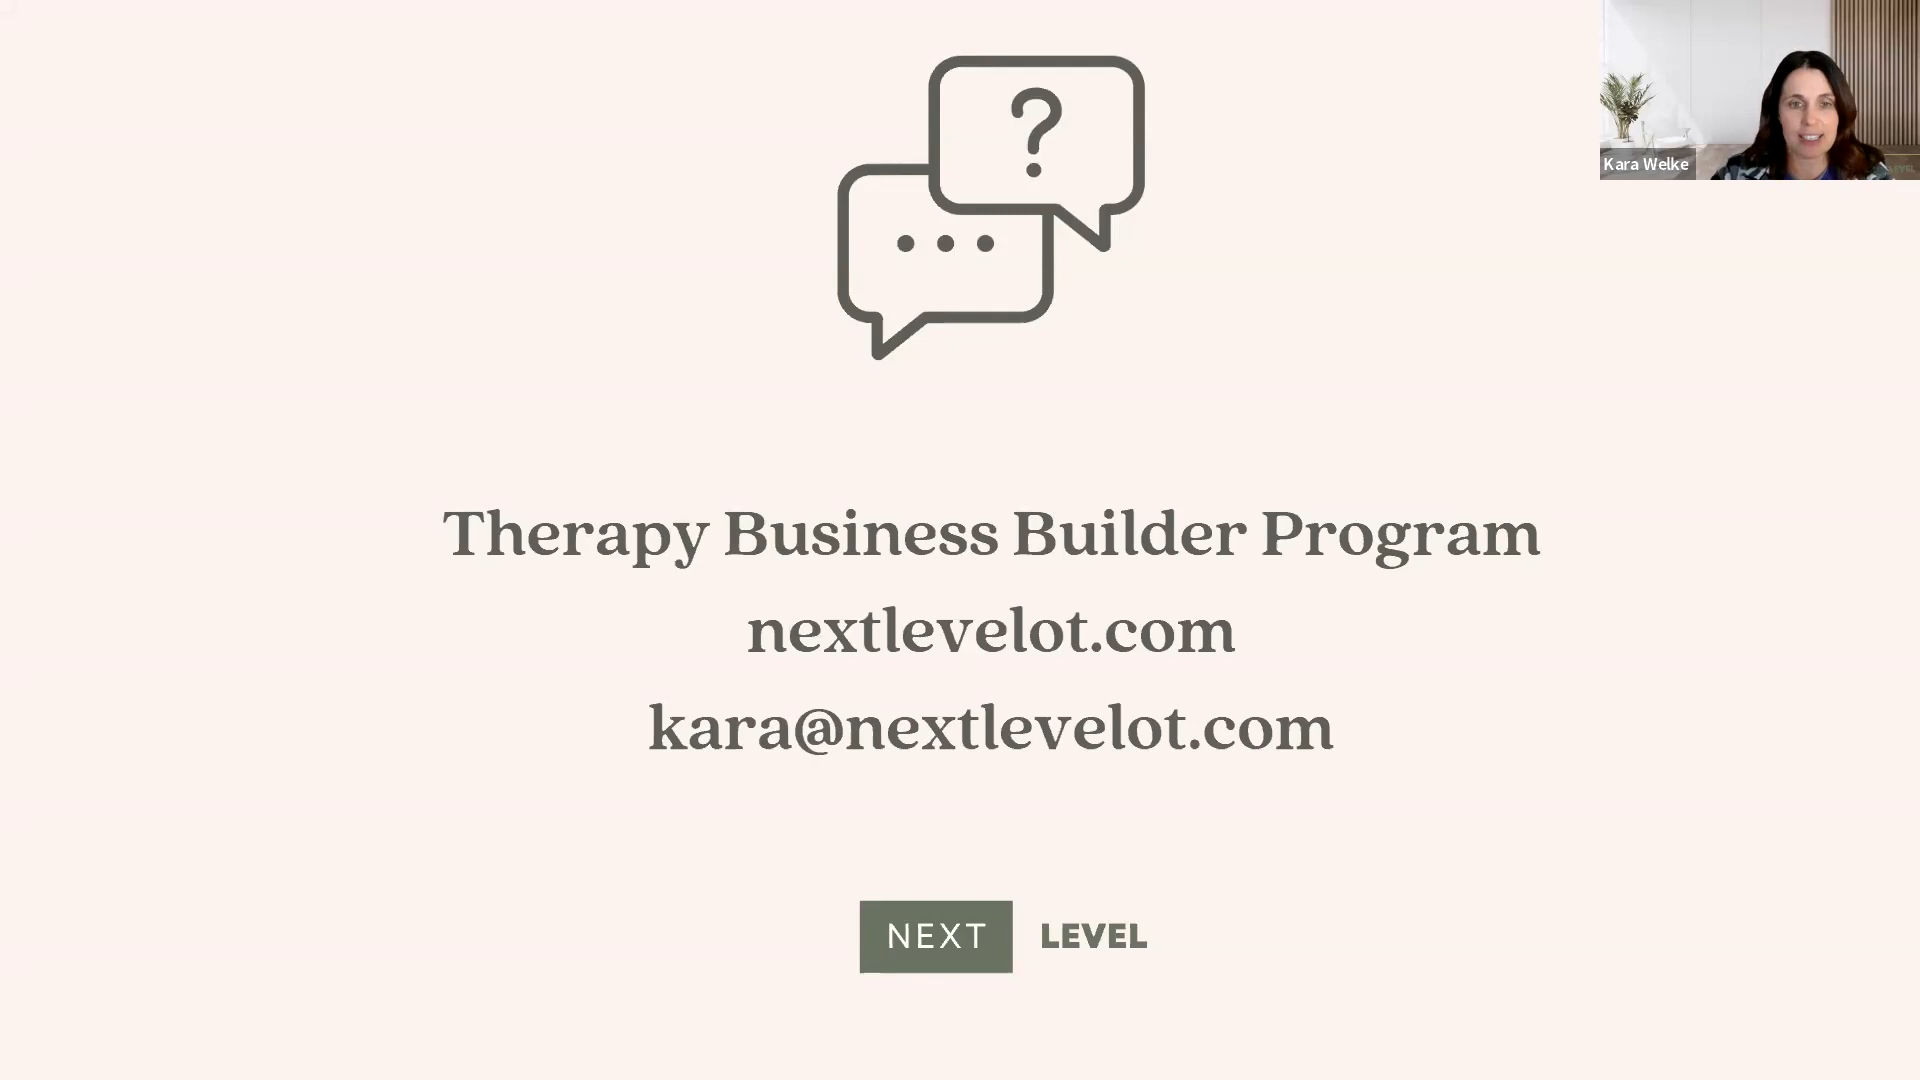 ?
Kara Welke
Therapy Business Builder Program
nextlevelot.com
kara@nextlevelot.com
NEXT LEVEL